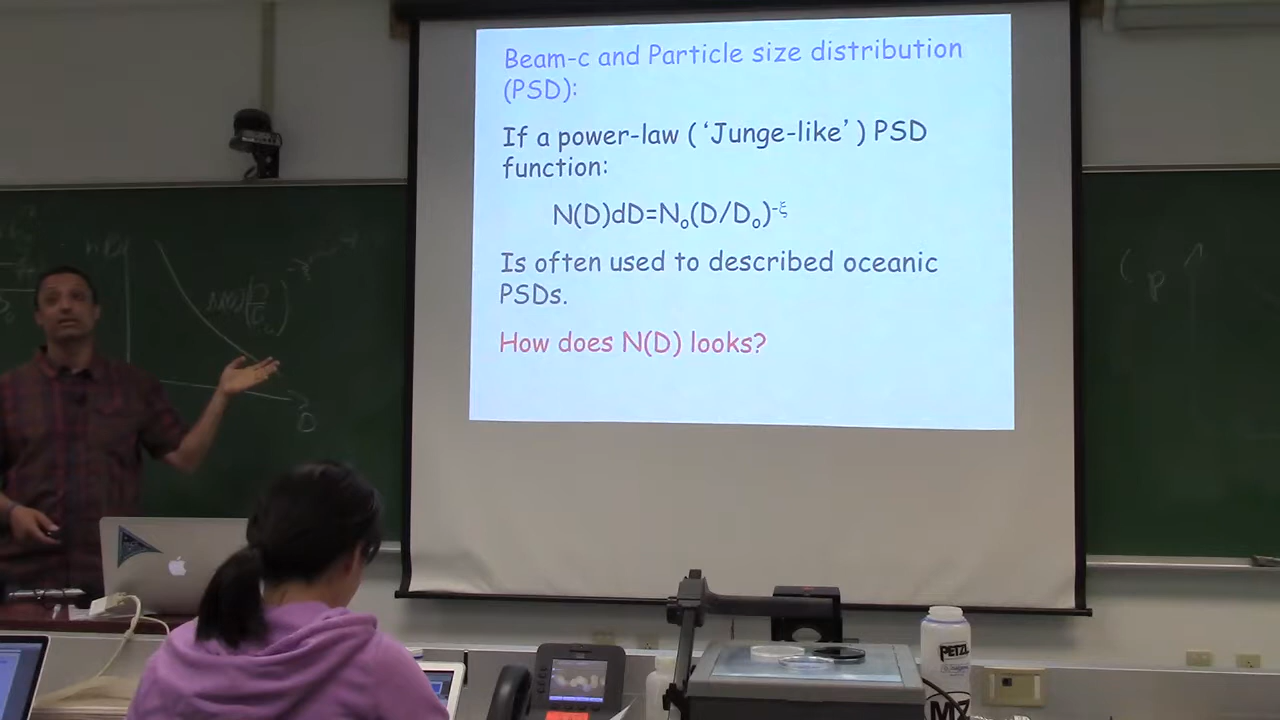 Beam-c and Particle size distribution
(PSD):
If a power-law ( ‘Junge-like’ ) PSD
function:
N(D)dD=N₀(D/D₀)^-ξ
Is often used to described oceanic
PSDs.
How does N(D) looks?
D
PETZL